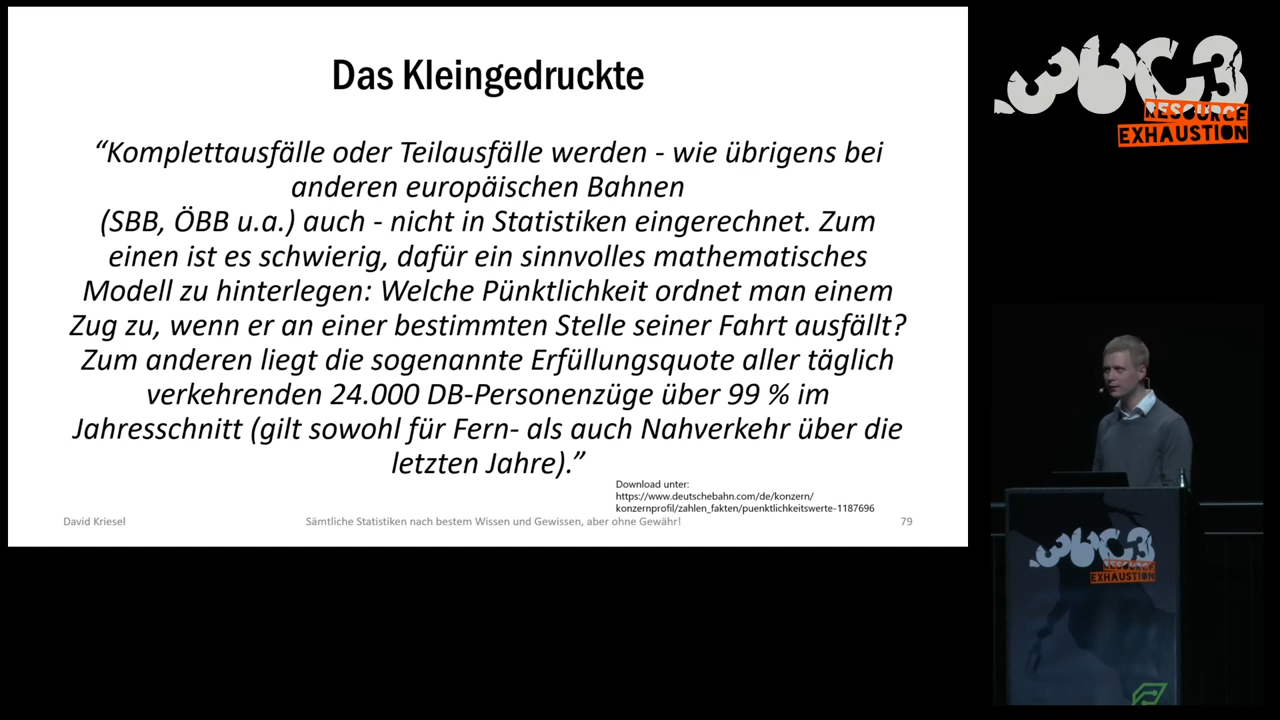 Das Kleingedruckte
“Komplettausfälle oder Teilausfälle werden - wie übrigens bei
anderen europäischen Bahnen
(SBB, ÖBB u.a.) auch - nicht in Statistiken eingerechnet. Zum
einen ist es schwierig, dafür ein sinnvolles mathematisches
Modell zu hinterlegen: Welche Pünktlichkeit ordnet man einem
Zug zu, wenn er an einer bestimmten Stelle seiner Fahrt ausfällt?
Zum anderen liegt die sogenannte Erfüllungsquote aller täglich
verkehrenden 24.000 DB-Personenzüge über 99 % im
Jahresschnitt (gilt sowohl für Fern- als auch Nahverkehr über die
letzten Jahre).”
Download unter:
https://www.deutschebahn.com/de/konzern/
konzernprofil/zahlen_fakten/puenktlichkeitswerte-1187696
David Kriesel
Sämtliche Statistiken nach bestem Wissen und Gewissen, aber ohne Gewähr!
79
36C3
RESOURCE
EXHAUSTION
36C3
RESOURCE
EXHAUSTION